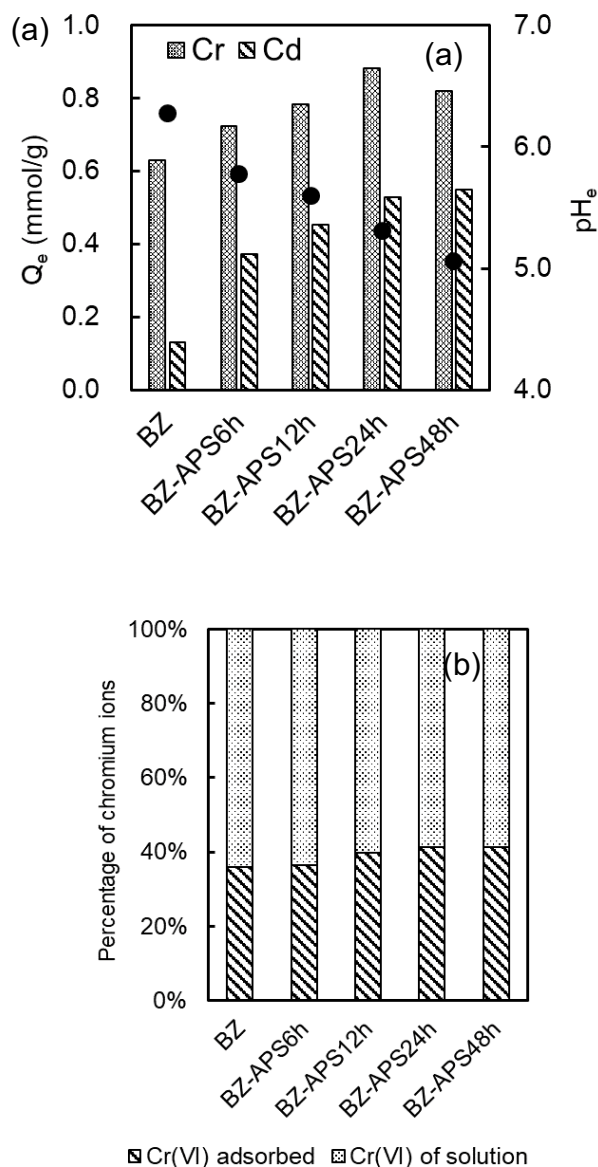 (a)
1.0
0.8
0.6
0.4
0.2
0.0
Qe (mmol/g)
Cr Cd
(a)
7.0
6.0
5.0
4.0
pHe
BZ
BZ-APS6h
BZ-APS12h
BZ-APS24h
BZ-APS48h
100%
80%
60%
40%
20%
0%
Percentage of chromium ions
(b)
BZ
BZ-APS6h
BZ-APS12h
BZ-APS24h
BZ-APS48h
Cr(VI) adsorbed Cr(VI) of solution